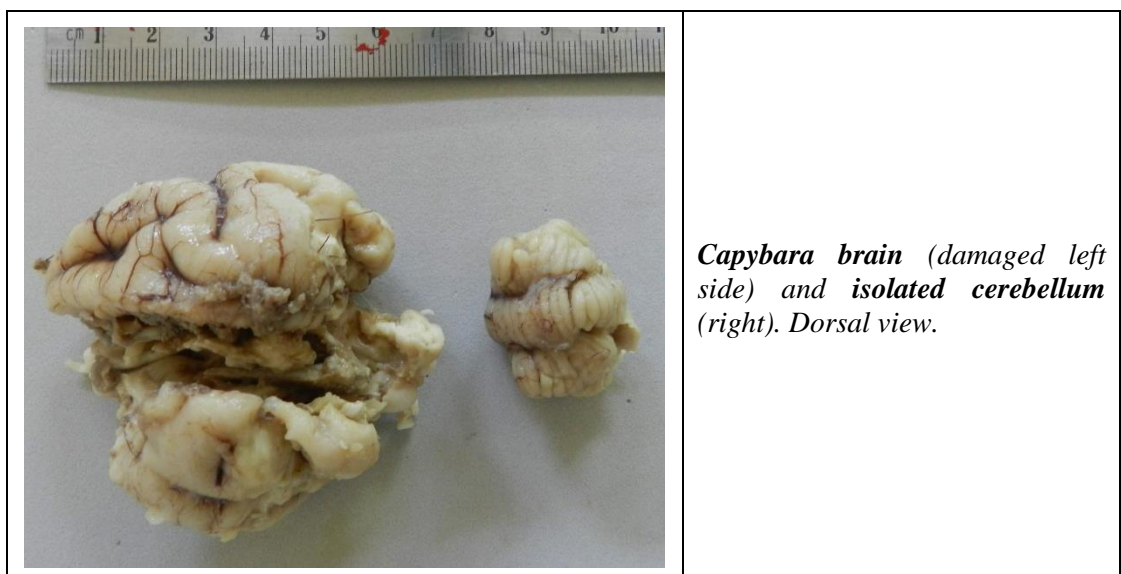 cm 1 2 3 4 5 6 7 8 9 10
Capybara brain (damaged left
side) and isolated cerebellum
(right). Dorsal view.